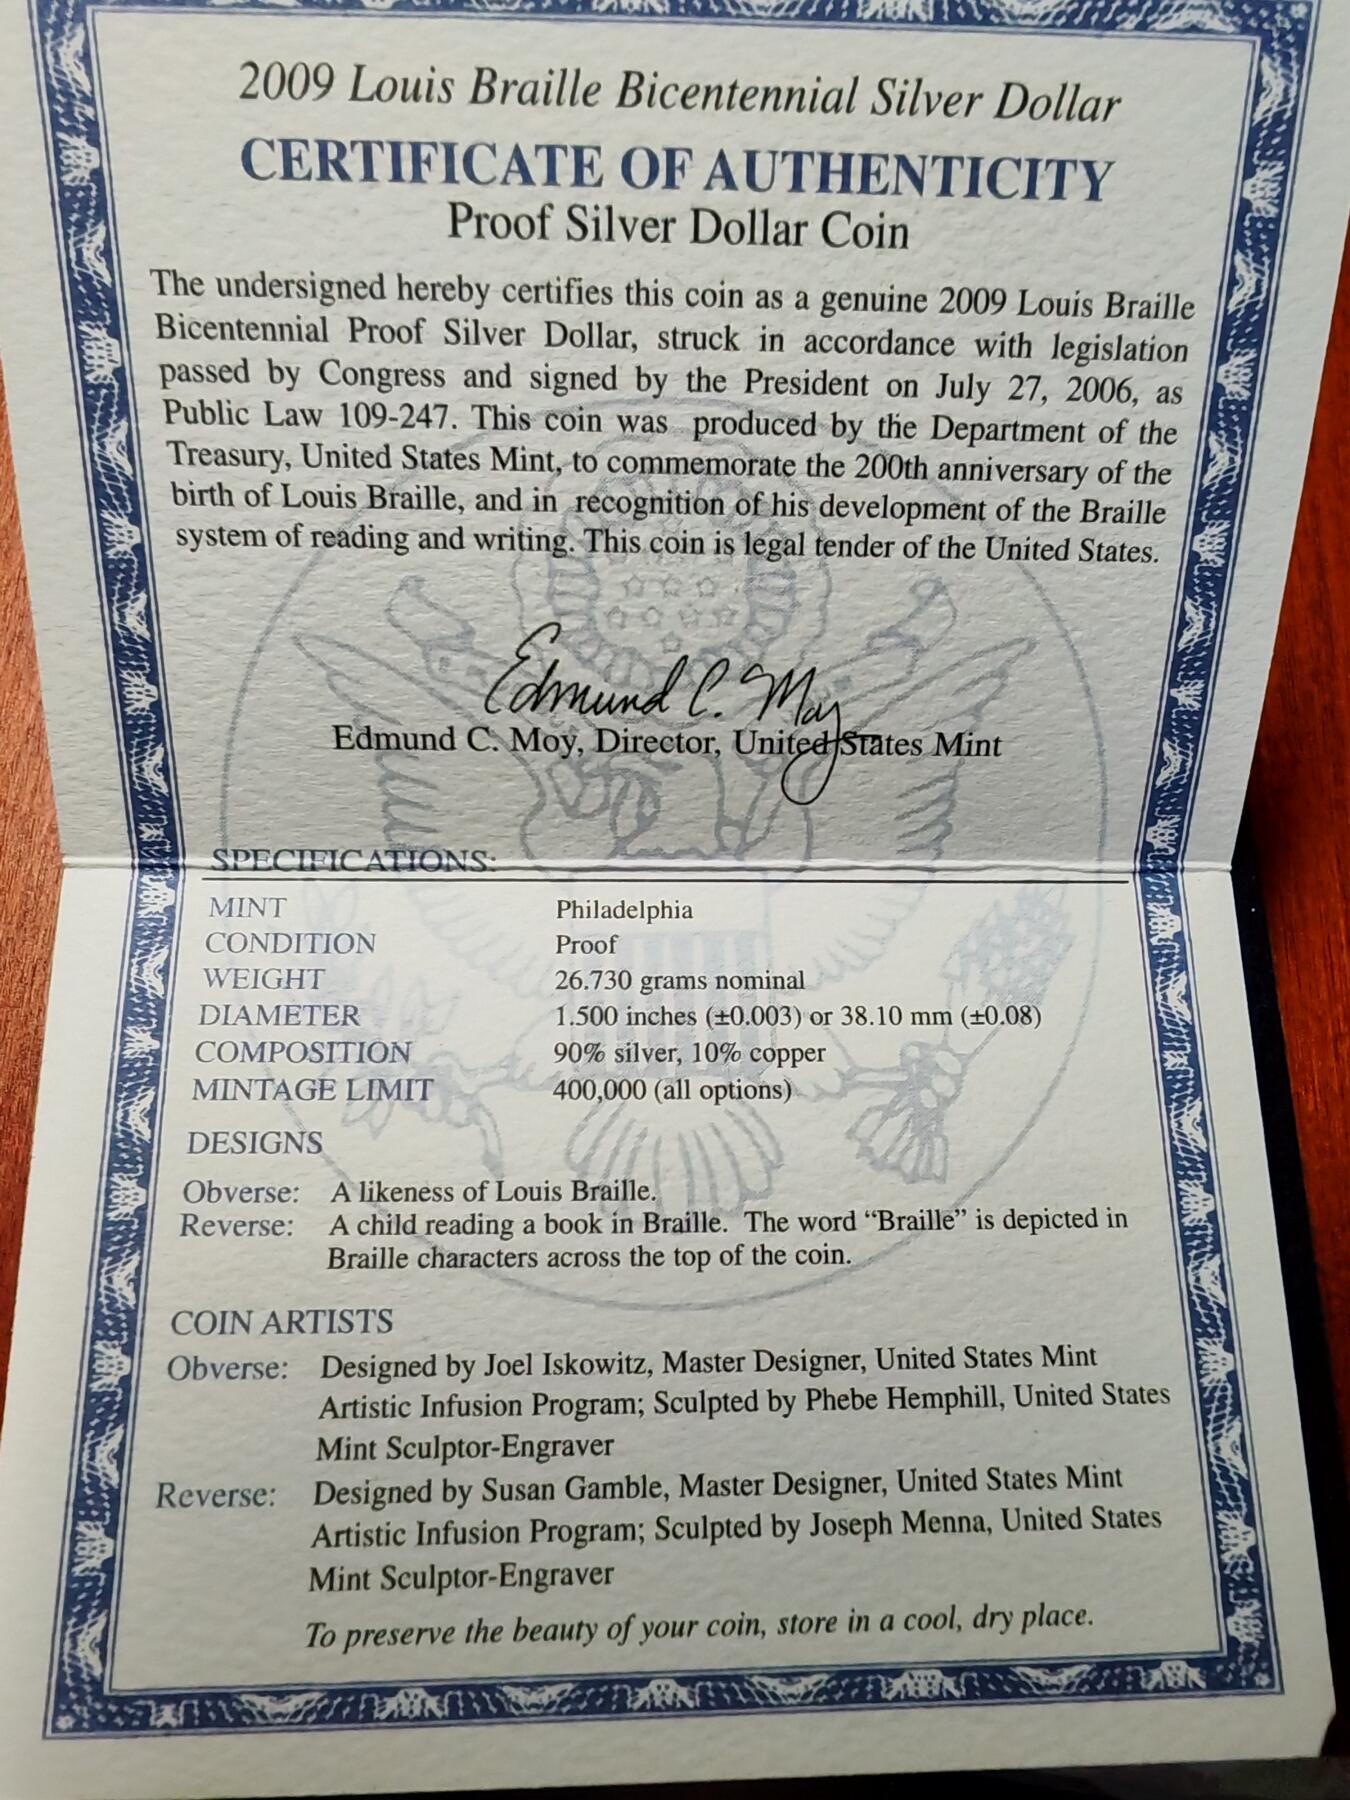 2009 Louis Braille Bicentennial Silver Dollar
CERTIFICATE OF AUTHENTICITY
Proof Silver Dollar Coin
The undersigned hereby certifies this coin as a genuine 2009 Louis Braille
Bicentennial Proof Silver Dollar, struck in accordance with legislation
passed by Congress and signed by the President on July 27, 2006, as
Public Law 109-247. This coin was produced by the Department of the
Treasury, United States Mint, to commemorate the 200th anniversary of the
birth of Louis Braille, and in recognition of his development of the Braille
system of reading and writing. This coin is legal tender of the United States.
Edmund C. Moy
Edmund C. Moy, Director, United States Mint
SPECIFICATIONS:
MINT Philadelphia
CONDITION Proof
WEIGHT 26.730 grams nominal
DIAMETER 1.500 inches (±0.003) or 38.10 mm (±0.08)
COMPOSITION 90% silver, 10% copper
MINTAGE LIMIT 400,000 (all options)
DESIGNS
Obverse: A likeness of Louis Braille.
Reverse: A child reading a book in Braille. The word “Braille” is depicted in
Braille characters across the top of the coin.
COIN ARTISTS
Obverse: Designed by Joel Iskowitz, Master Designer, United States Mint
Artistic Infusion Program; Sculpted by Phebe Hemphill, United States
Mint Sculptor-Engraver
Reverse: Designed by Susan Gamble, Master Designer, United States Mint
Artistic Infusion Program; Sculpted by Joseph Menna, United States
Mint Sculptor-Engraver
To preserve the beauty of your coin, store in a cool, dry place.